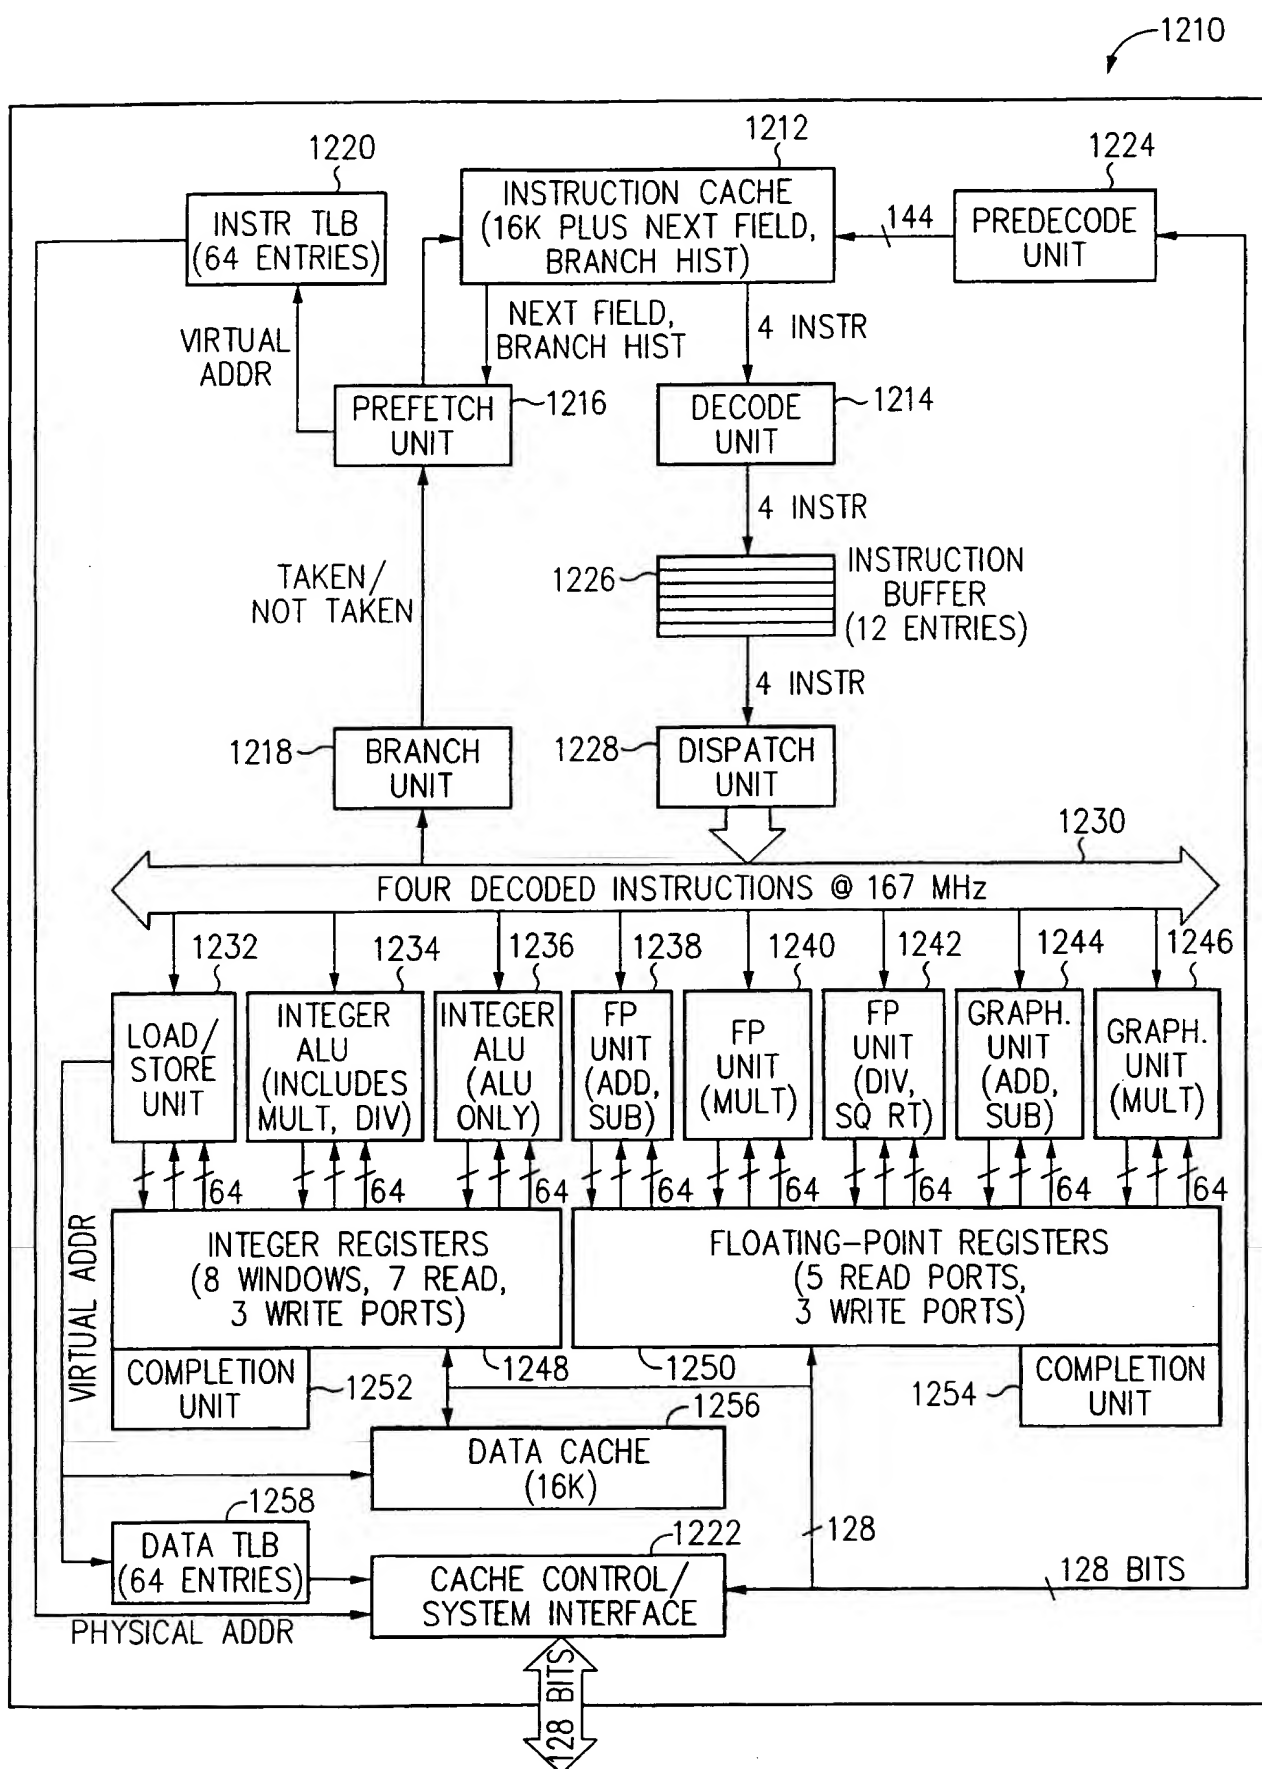 1210
1220
INSTR TLB
(64 ENTRIES)
1212
INSTRUCTION CACHE
(16K PLUS NEXT FIELD,
BRANCH HIST)
144
1224
PREDECODE
UNIT
VIRTUAL
ADDR
NEXT FIELD,
BRANCH HIST
4 INSTR
PREFETCH
UNIT
1216
DECODE
UNIT
1214
4 INSTR
TAKEN/
NOT TAKEN
1226
INSTRUCTION
BUFFER
(12 ENTRIES)
4 INSTR
1218
BRANCH
UNIT
1228
DISPATCH
UNIT
1230
FOUR DECODED INSTRUCTIONS @ 167 MHz
1232
1234
1236
1238
1240
1242
1244
1246
LOAD/
STORE
UNIT
INTEGER
ALU
(INCLUDES
MULT, DIV)
INTEGER
ALU
(ALU
ONLY)
FP
UNIT
(ADD,
SUB)
FP
UNIT
(MULT)
FP
UNIT
(DIV,
SQ RT)
GRAPH.
UNIT
(ADD,
SUB)
GRAPH.
UNIT
(MULT)
64
64
64
64
64
64
64
64
VIRTUAL ADDR
INTEGER REGISTERS
(8 WINDOWS, 7 READ,
3 WRITE PORTS)
FLOATING-POINT REGISTERS
(5 READ PORTS,
3 WRITE PORTS)
COMPLETION
UNIT
1252
1248
1250
1254
COMPLETION
UNIT
1256
DATA CACHE
(16K)
1258
DATA TLB
(64 ENTRIES)
1222
CACHE CONTROL/
SYSTEM INTERFACE
128
128 BITS
PHYSICAL ADDR
128 BITS